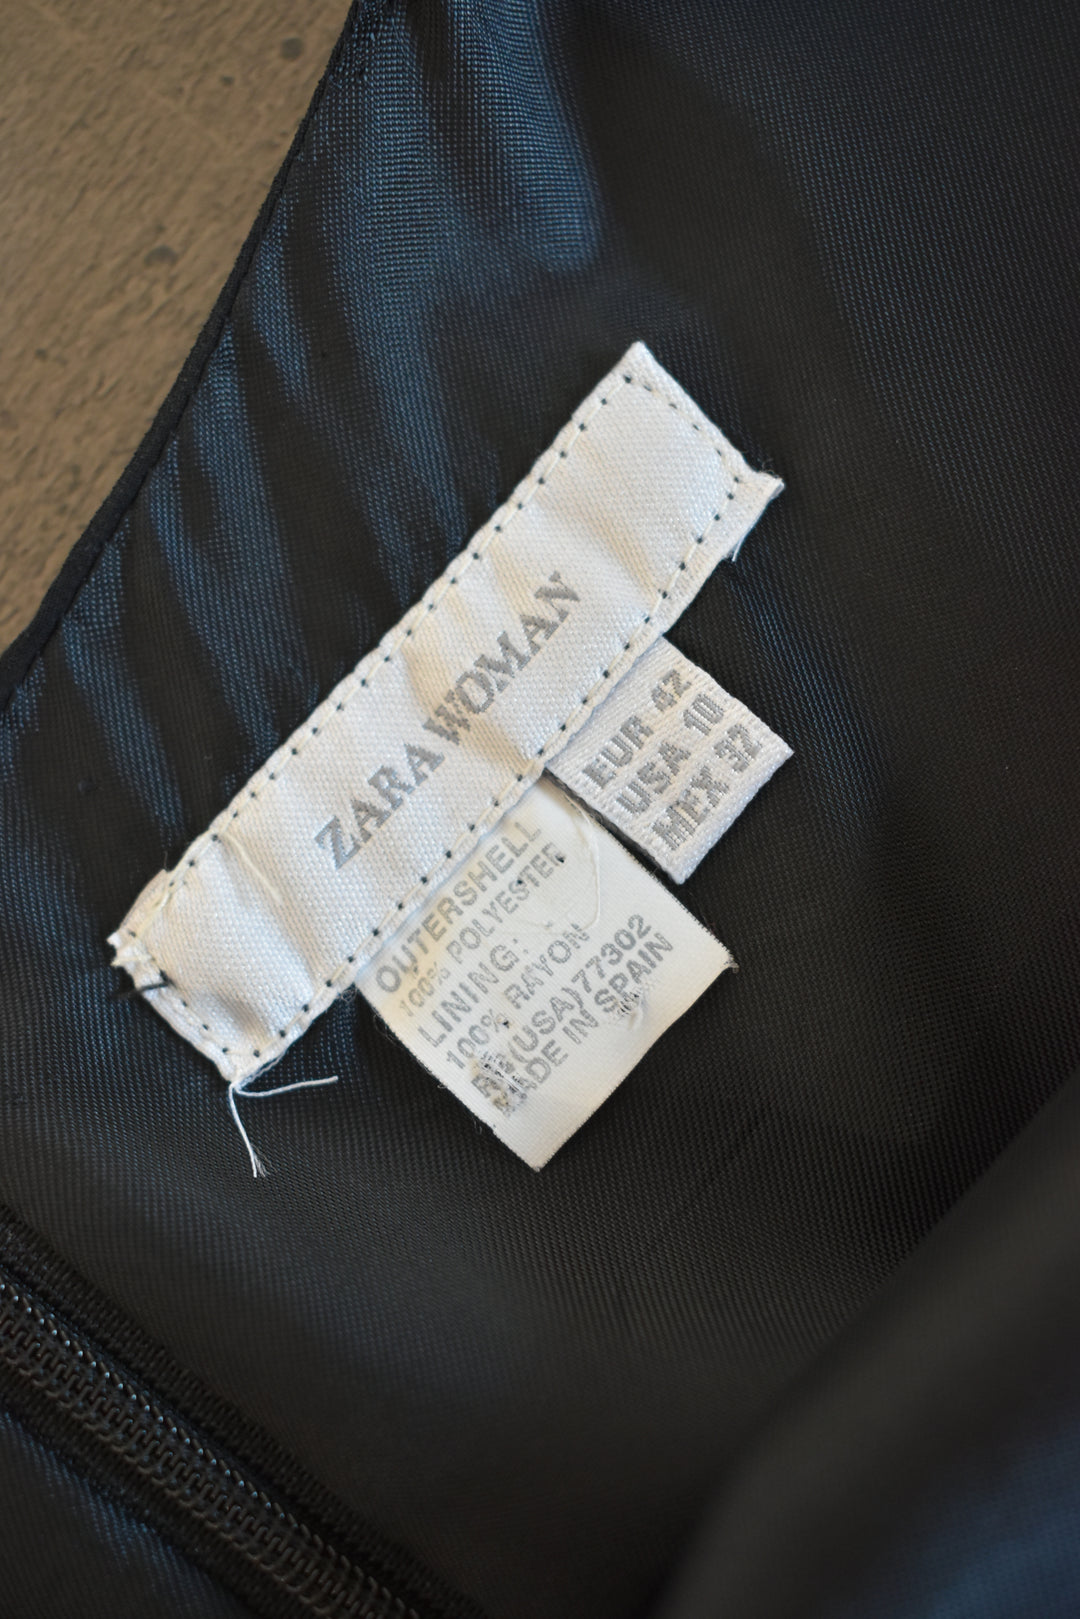 ZARA WOMAN
EUR 42
USA 10
MEX 32
OUTERSHELL
100% POLYESTER
LINING:
100% RAYON
RN(USA)77302
MADE IN SPAIN